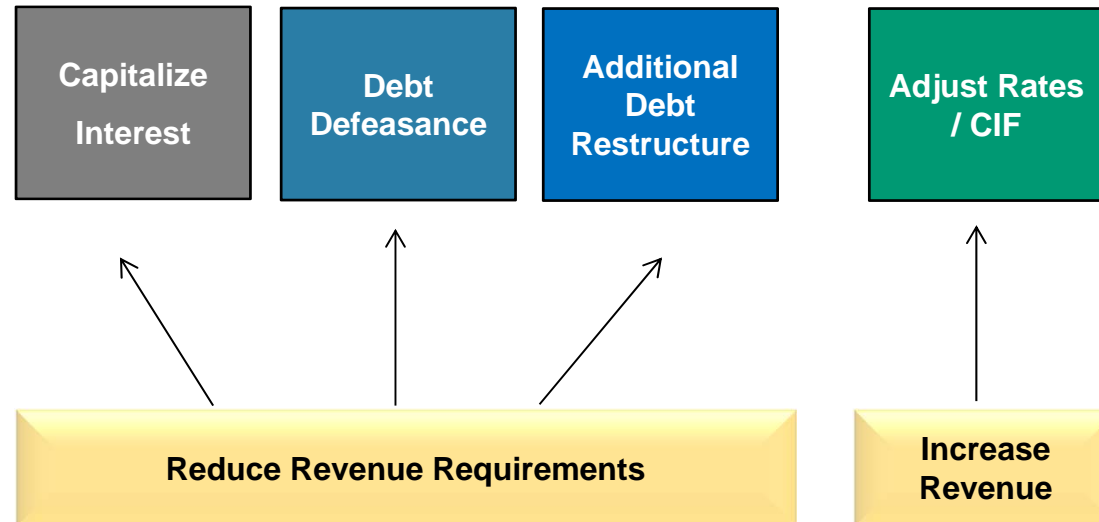 Capitalize
Interest
Debt
Defeasance
Additional
Debt
Restructure
Adjust Rates
/ CIF
Reduce Revenue Requirements
Increase
Revenue